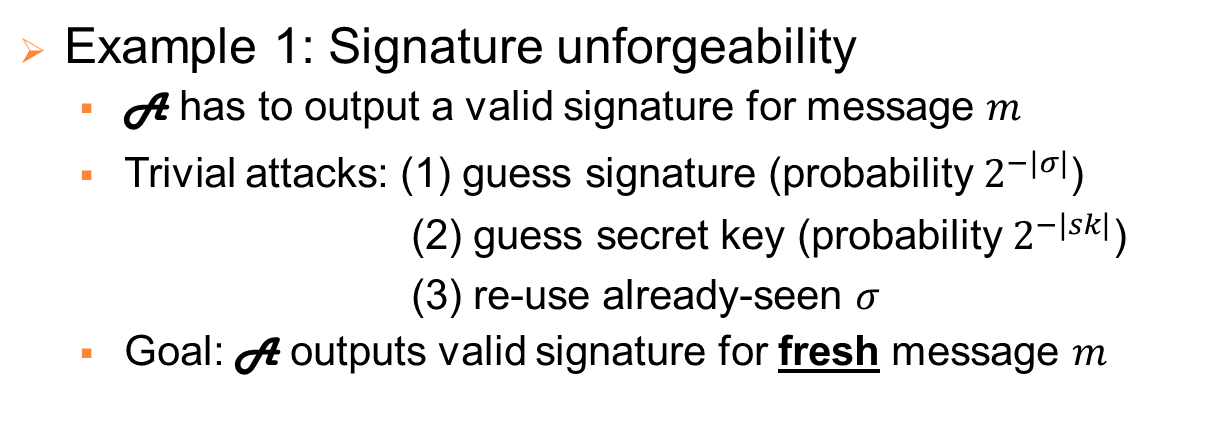 ➢ Example 1: Signature unforgeability
▪ 𝓐 has to output a valid signature for message 𝑚
▪ Trivial attacks: (1) guess signature (probability 2^{−|𝜎|})
(2) guess secret key (probability 2^{−|𝑠𝑘|})
(3) re-use already-seen 𝜎
▪ Goal: 𝓐 outputs valid signature for fresh message 𝑚